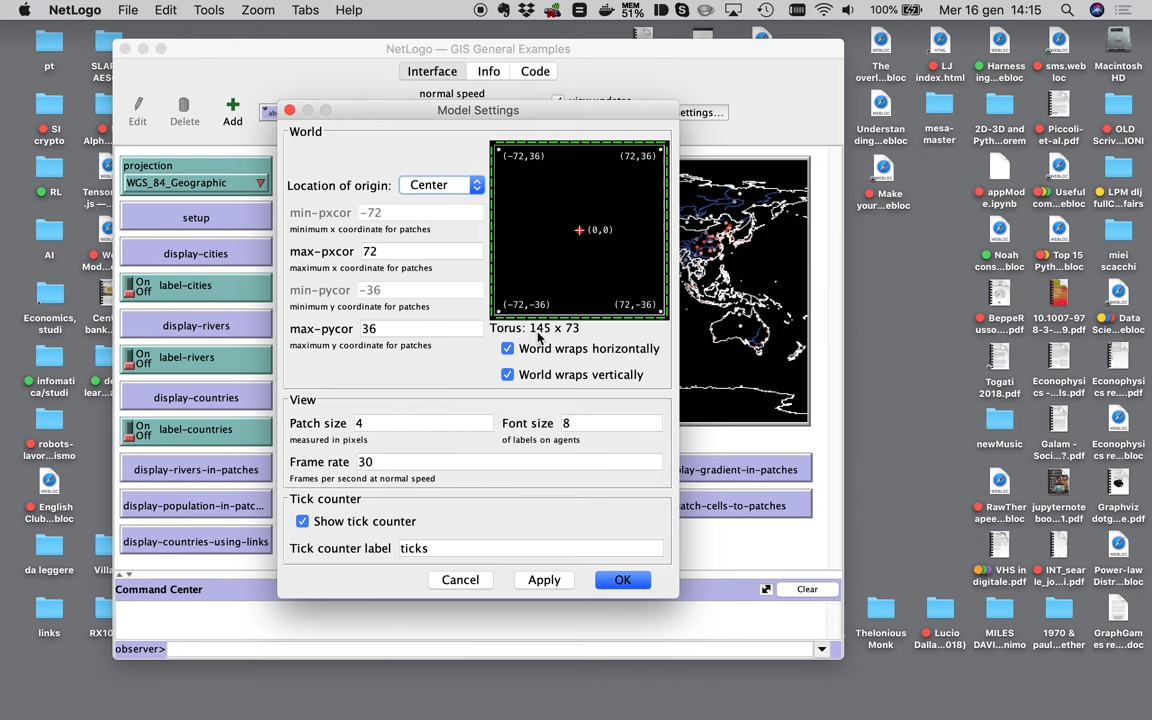 NetLogo File Edit Tools Zoom Tabs Help
MEM 51% 100% Mer 16 gen 14:15
NetLogo — GIS General Examples
Interface Info Code
normal speed
Edit Delete Add
ettings...
Model Settings
World
Location of origin: Center
min-pxcor -72
minimum x coordinate for patches
max-pxcor 72
maximum x coordinate for patches
min-pycor -36
minimum y coordinate for patches
max-pycor 36
maximum y coordinate for patches
(-72,36) (72,36)
(0,0)
(-72,-36) (72,-36)
Torus: 145 x 73
World wraps horizontally
World wraps vertically
View
Patch size 4
measured in pixels
Font size 8
of labels on agents
Frame rate 30
Frames per second at normal speed
Tick counter
Show tick counter
Tick counter label ticks
Cancel Apply OK
projection
WGS_84_Geographic
setup
display-cities
On
Off
label-cities
display-rivers
On
Off
label-rivers
display-countries
On
Off
label-countries
display-rivers-in-patches
display-population-in-patc...
display-countries-using-links
lay-gradient-in-patches
atch-cells-to-patches
Command Center
Clear
observer>
pt
SI
crypto
RL
AI
Economics,
studi
infomati
ca/studi
robots-
lavor...ismo
English
Club...bloc
da leggere
links
The
overl...bloc
LJ
index.html
Harness
ing...ebloc
sms.web
loc
Macintosh
HD
Understan
ding...ebloc
mesa-
master
2D-3D and
Pyth...orem
Piccoli-
et-al.pdf
OLD
Scriv...IONI
Make
your...ebloc
appMod
e.ipynb
Useful
com...ebloc
LPM dlj
fullC...fairs
Noah
cons...bloc
Top 15
Pyth...bloc
miei
scacchi
BeppeR
usso....pdf
10.1007-97
8-3-...9.pdf
Data
Scie...ebloc
Togati
2018.pdf
Econophysi
cs -...ls.pdf
Econophys
ics re....pdf
newMusic
Galam -
Soci...?.pdf
Econophysi
cs re...ebloc
RawTher
apee...bloc
jupyternote
boo...1.pdf
Graphviz
dotg...e.pdf
VHS in
digitale.pdf
INT_sear
le_jo...i.pdf
Power-law
Distr...bloc
Thelonious
Monk
Lucio
Dalla...018)
MILES
DAVI...nimo
1970 &
paul...ether
GraphGam
es re....doc